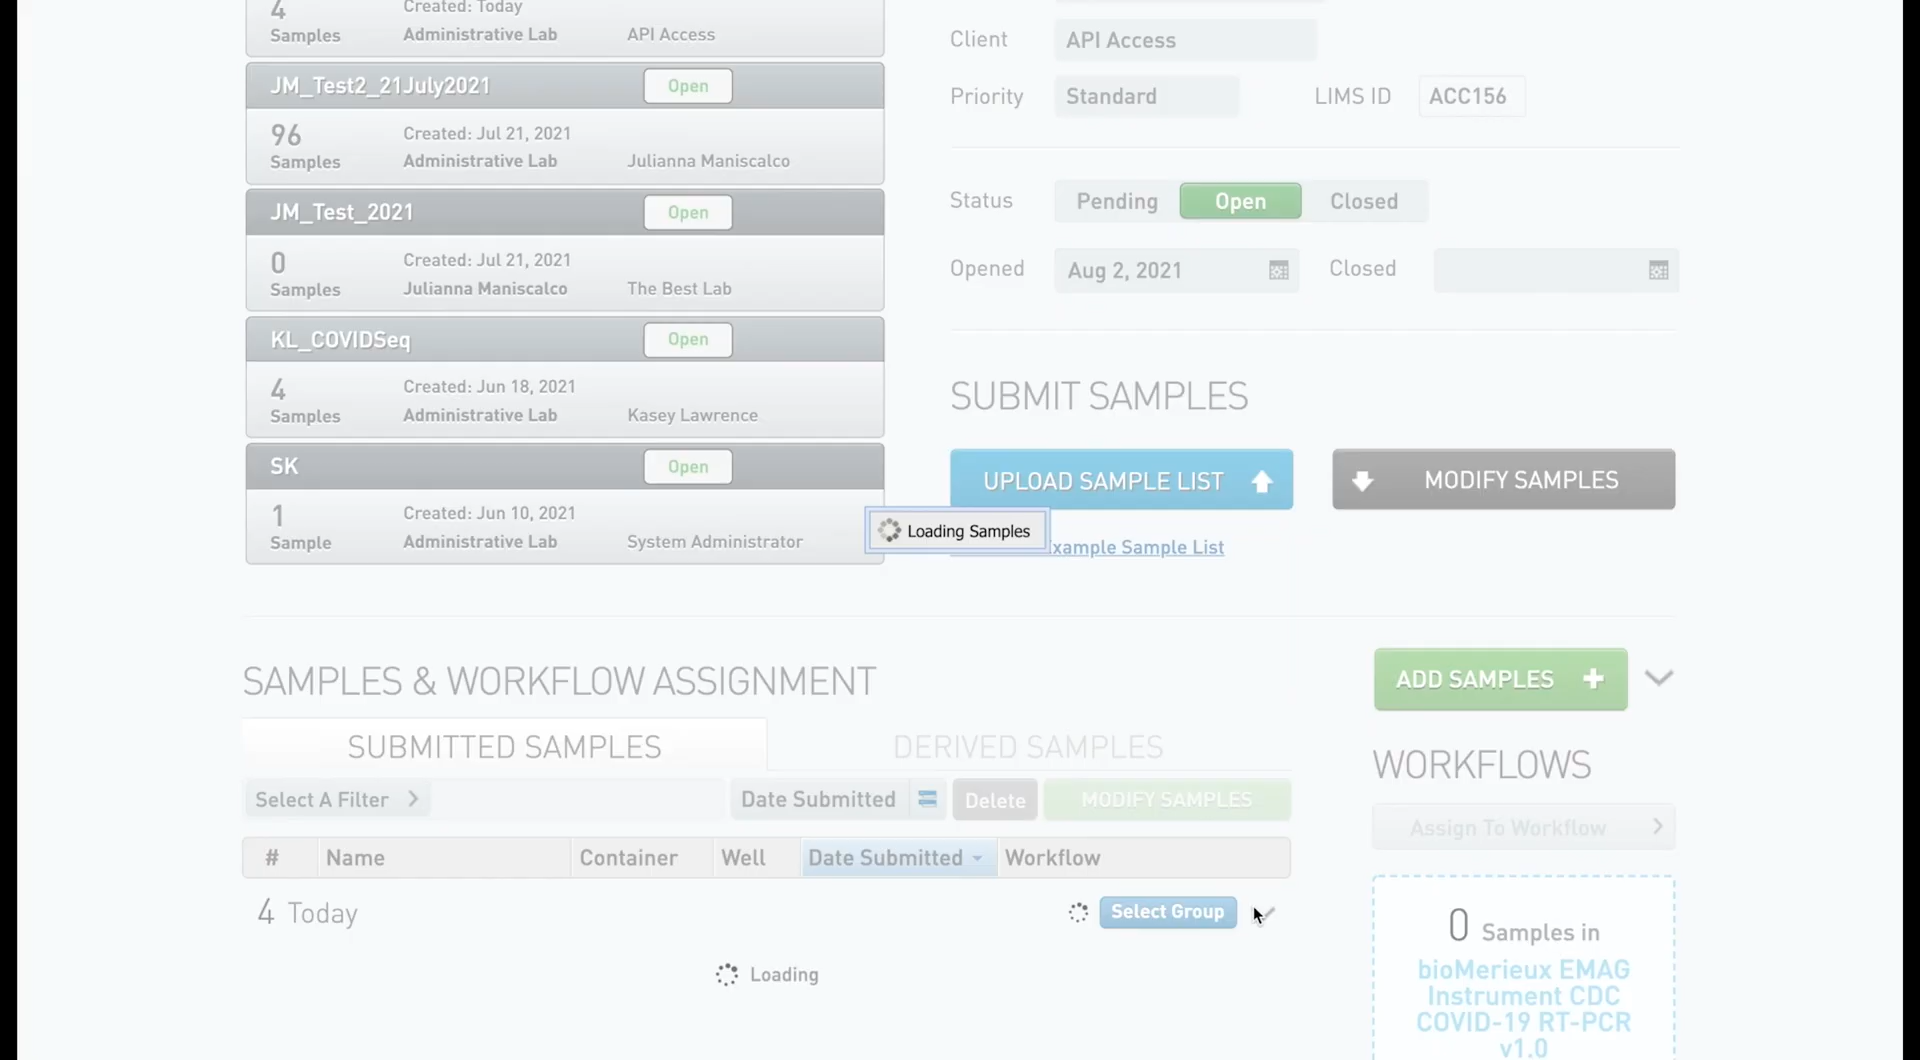 4
Samples
Created: Today
Administrative Lab
API Access
JM_Test2_21July2021
Open
96
Samples
Created: Jul 21, 2021
Administrative Lab
Julianna Maniscalco
JM_Test_2021
Open
0
Samples
Created: Jul 21, 2021
Julianna Maniscalco
The Best Lab
KL_COVIDSeq
Open
4
Samples
Created: Jun 18, 2021
Administrative Lab
Kasey Lawrence
SK
Open
1
Sample
Created: Jun 10, 2021
Administrative Lab
System Administrator
Client
API Access
Priority
Standard
LIMS ID
ACC156
Status
Pending
Open
Closed
Opened
Aug 2, 2021
Closed
SUBMIT SAMPLES
UPLOAD SAMPLE LIST
MODIFY SAMPLES
Loading Samples
xample Sample List
SAMPLES & WORKFLOW ASSIGNMENT
SUBMITTED SAMPLES
DERIVED SAMPLES
Select A Filter
Date Submitted
Delete
MODIFY SAMPLES
# Name Container Well Date Submitted Workflow
4 Today
Select Group
Loading
ADD SAMPLES
WORKFLOWS
Assign To Workflow
0 Samples in
bioMerieux EMAG
Instrument CDC
COVID-19 RT-PCR
v1.0